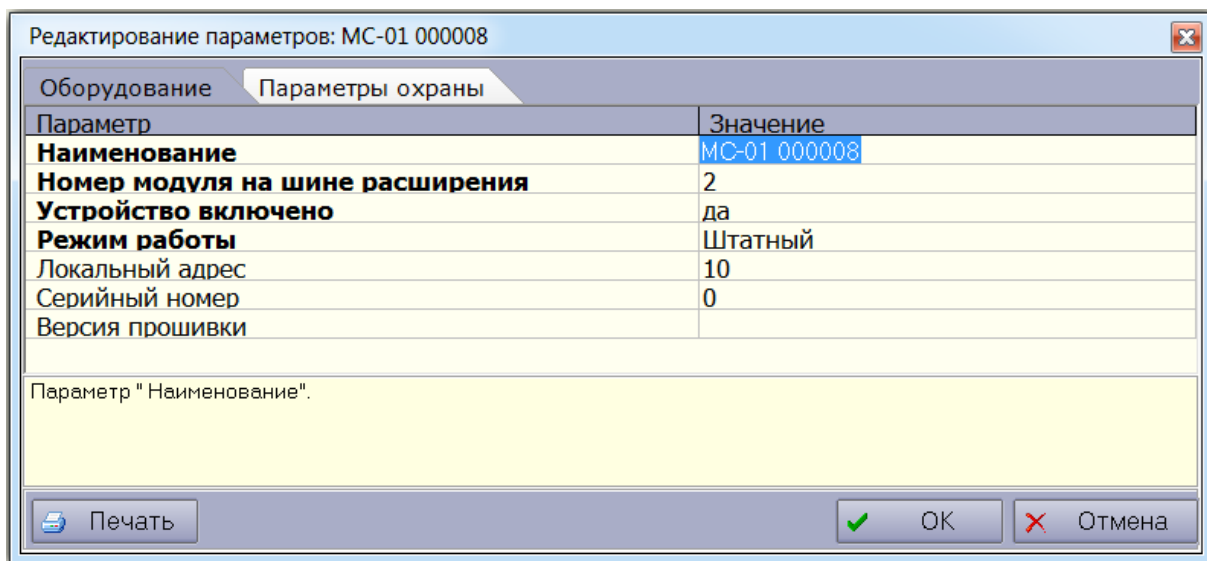 Редактирование параметров: МС-01 000008
Оборудование Параметры охраны
Параметр Значение
Наименование МС-01 000008
Номер модуля на шине расширения 2
Устройство включено да
Режим работы Штатный
Локальный адрес 10
Серийный номер 0
Версия прошивки
Параметр "Наименование".
Печать ОК Отмена